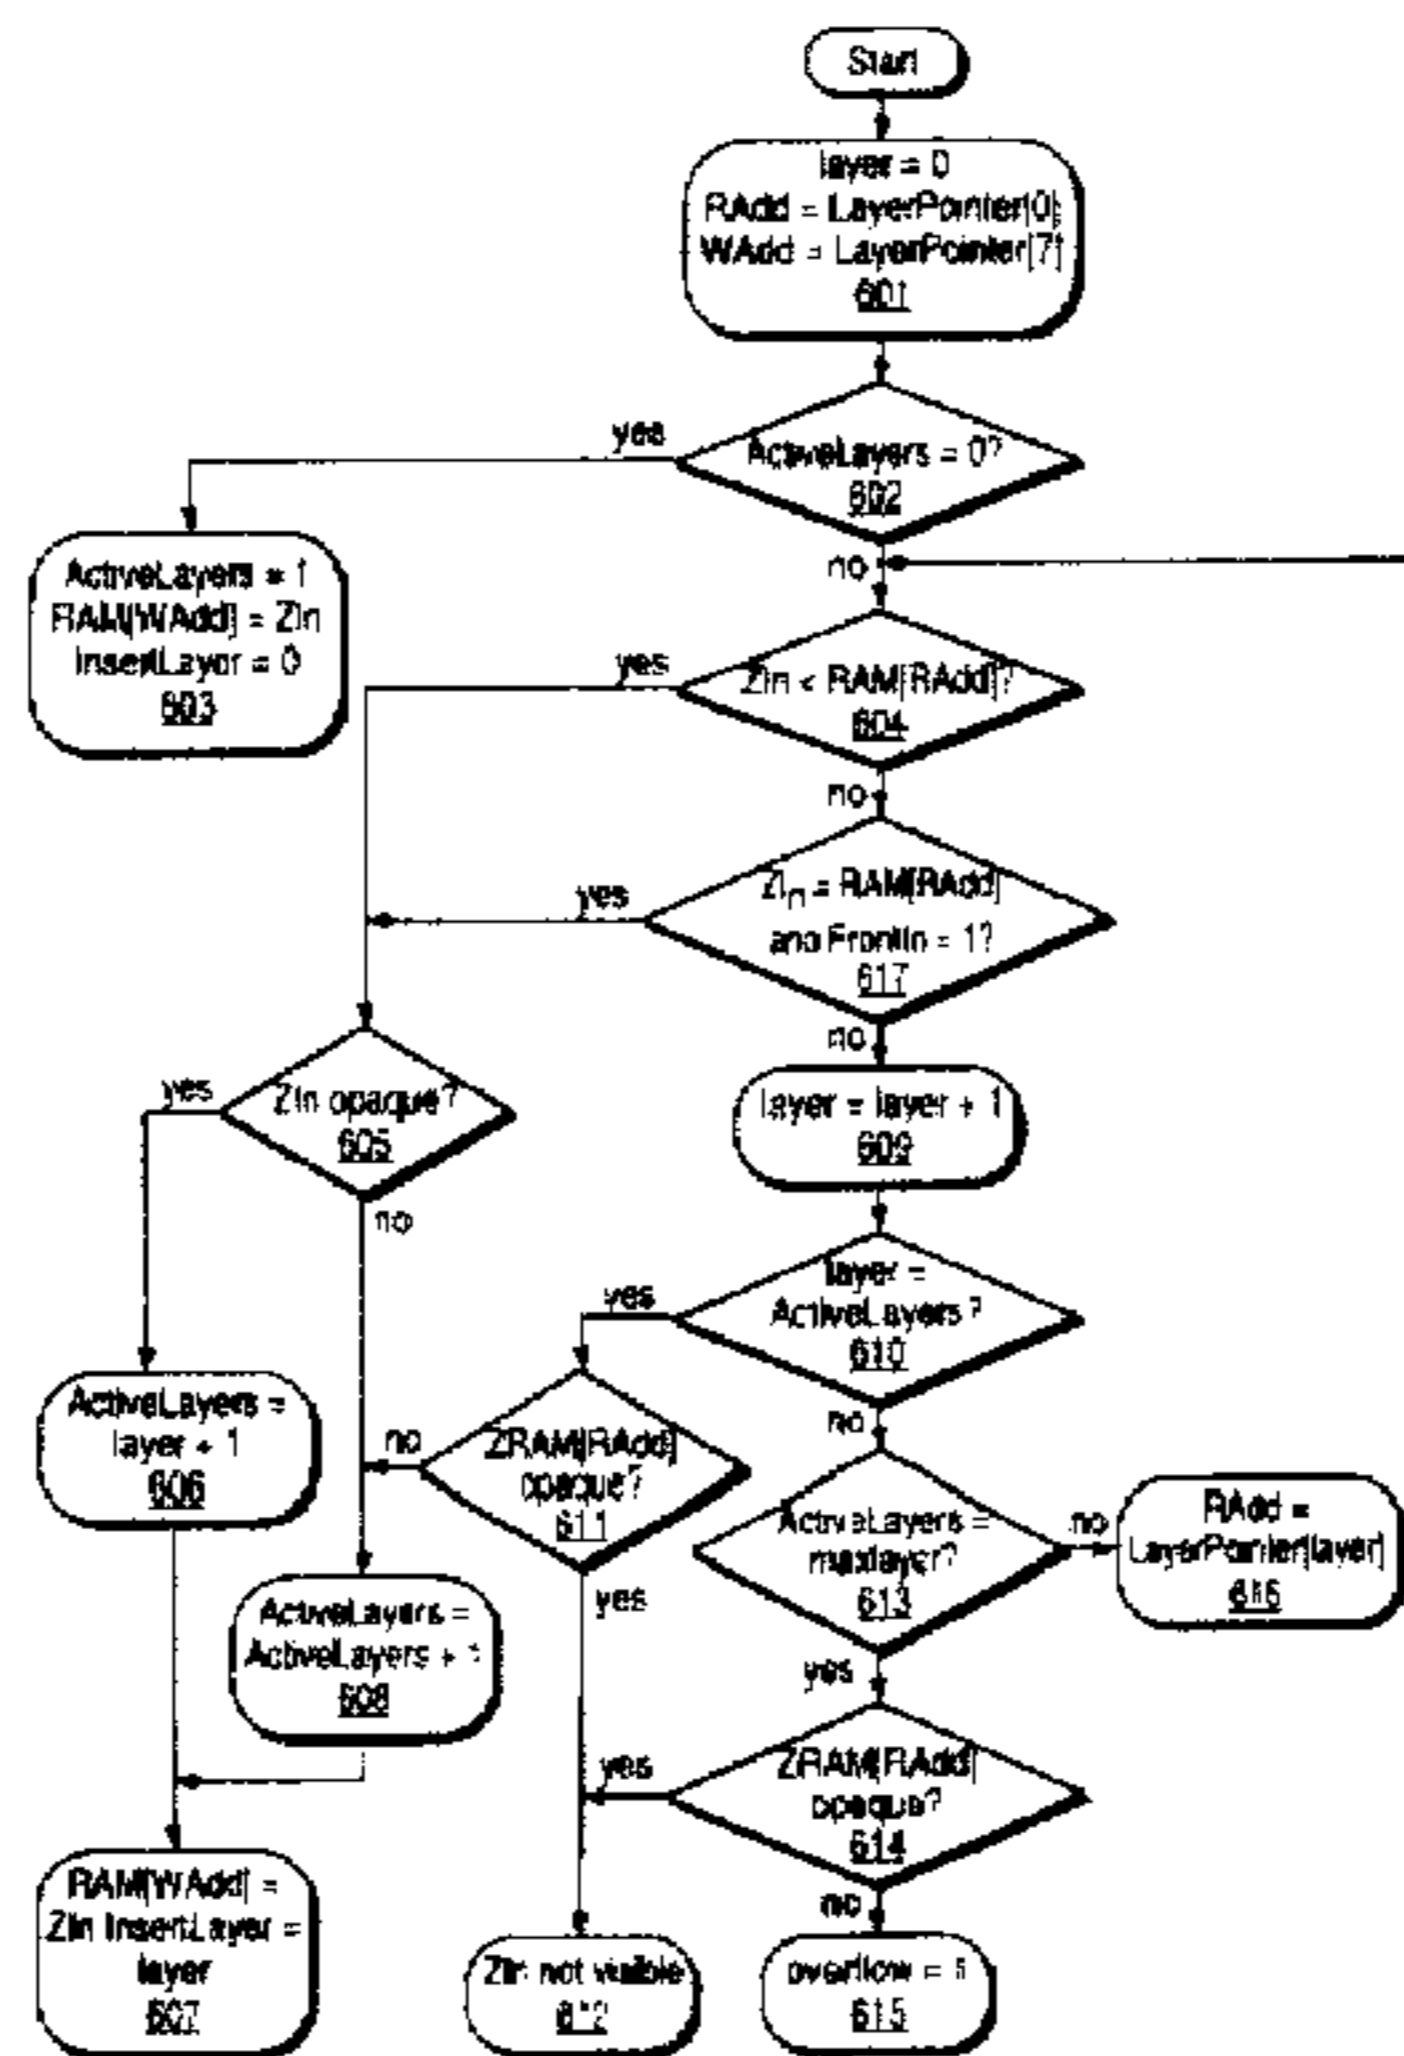 Start
layer = 0
RAdd = LayerPointer[0]
WAdd = LayerPointer[7]
601
ActiveLayers = 0?
602
yes
no
ActiveLayers = 1
RAM[WAdd] = ZIn
InsertLayer = 0
603
ZIn < RAM[RAdd]?
604
yes
no
ZIn = RAM[RAdd]
and FrontIn = 1?
617
yes
no
ZIn opaque?
605
yes
no
layer = layer + 1
609
layer =
ActiveLayers?
610
yes
no
ActiveLayers =
layer + 1
606
ZRAM[RAdd]
opaque?
611
no
yes
ActiveLayers =
maxlayer?
613
no
yes
RAdd =
LayerPointer[layer]
616
ActiveLayers =
ActiveLayers + 1
608
ZRAM[RAdd]
opaque?
614
yes
no
RAM[WAdd] =
ZIn InsertLayer =
layer
607
ZIn not visible
612
overflow = 1
615